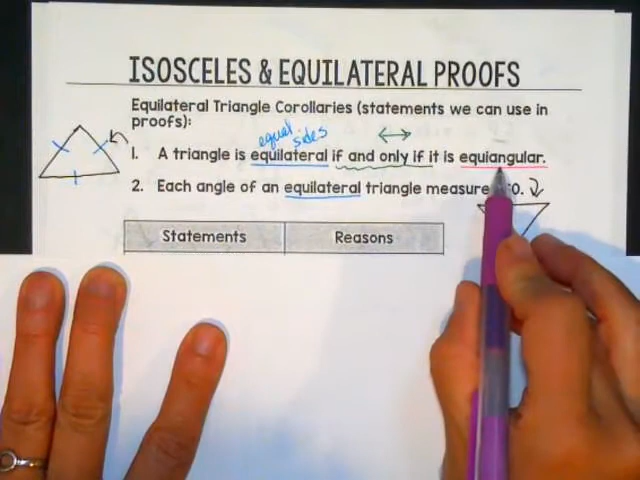 ISOSCELES & EQUILATERAL PROOFS
Equilateral Triangle Corollaries (statements we can use in
proofs):
equal sides
1. A triangle is equilateral if and only if it is equiangular.
2. Each angle of an equilateral triangle measure
Statements Reasons